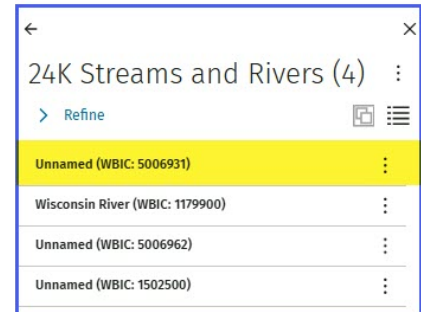 24K Streams and Rivers (4)
Refine
Unnamed (WBIC: 5006931)
Wisconsin River (WBIC: 1179900)
Unnamed (WBIC: 5006962)
Unnamed (WBIC: 1502500)